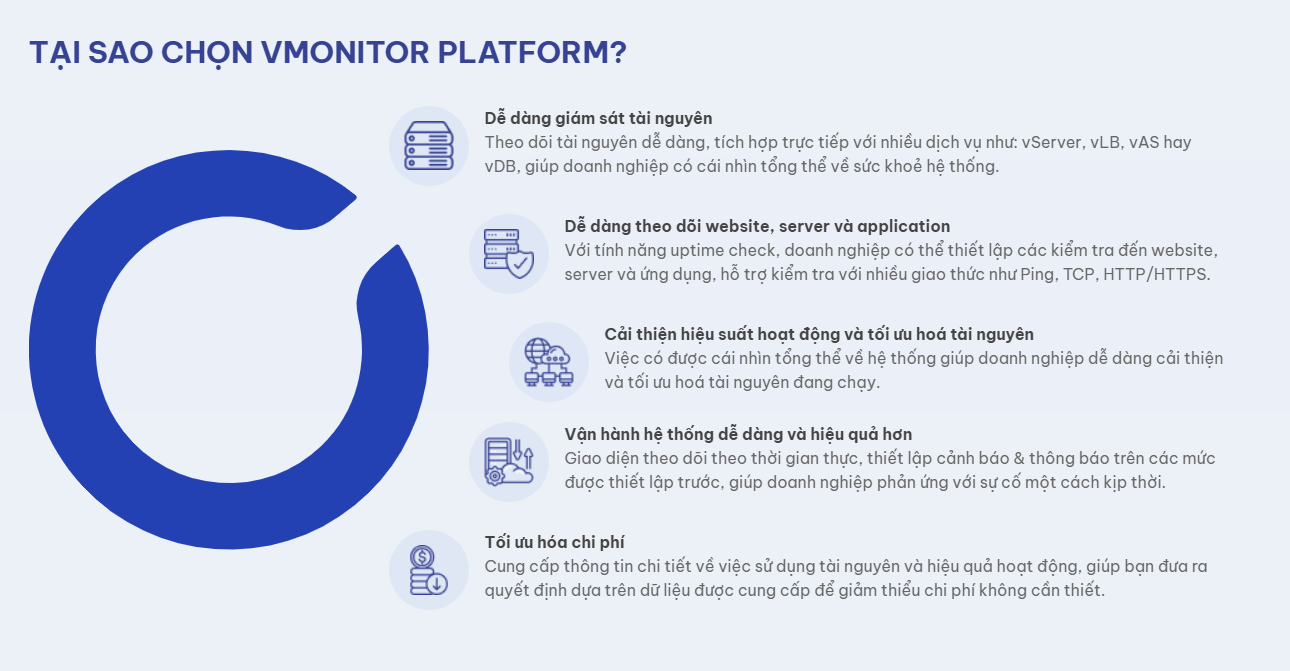 TẠI SAO CHỌN VMONITOR PLATFORM?
Dễ dàng giám sát tài nguyên
Theo dõi tài nguyên dễ dàng, tích hợp trực tiếp với nhiều dịch vụ như: vServer, vLB, vAS hay
vDB, giúp doanh nghiệp có cái nhìn tổng thể về sức khoẻ hệ thống.
Dễ dàng theo dõi website, server và application
Với tính năng uptime check, doanh nghiệp có thể thiết lập các kiểm tra đến website,
server và ứng dụng, hỗ trợ kiểm tra với nhiều giao thức như Ping, TCP, HTTP/HTTPS.
Cải thiện hiệu suất hoạt động và tối ưu hoá tài nguyên
Việc có được cái nhìn tổng thể về hệ thống giúp doanh nghiệp dễ dàng cải thiện
và tối ưu hoá tài nguyên đang chạy.
Vận hành hệ thống dễ dàng và hiệu quả hơn
Giao diện theo dõi theo thời gian thực, thiết lập cảnh báo & thông báo trên các mức
được thiết lập trước, giúp doanh nghiệp phản ứng với sự cố một cách kịp thời.
Tối ưu hóa chi phí
Cung cấp thông tin chi tiết về việc sử dụng tài nguyên và hiệu quả hoạt động, giúp bạn đưa ra
quyết định dựa trên dữ liệu được cung cấp để giảm thiểu chi phí không cần thiết.